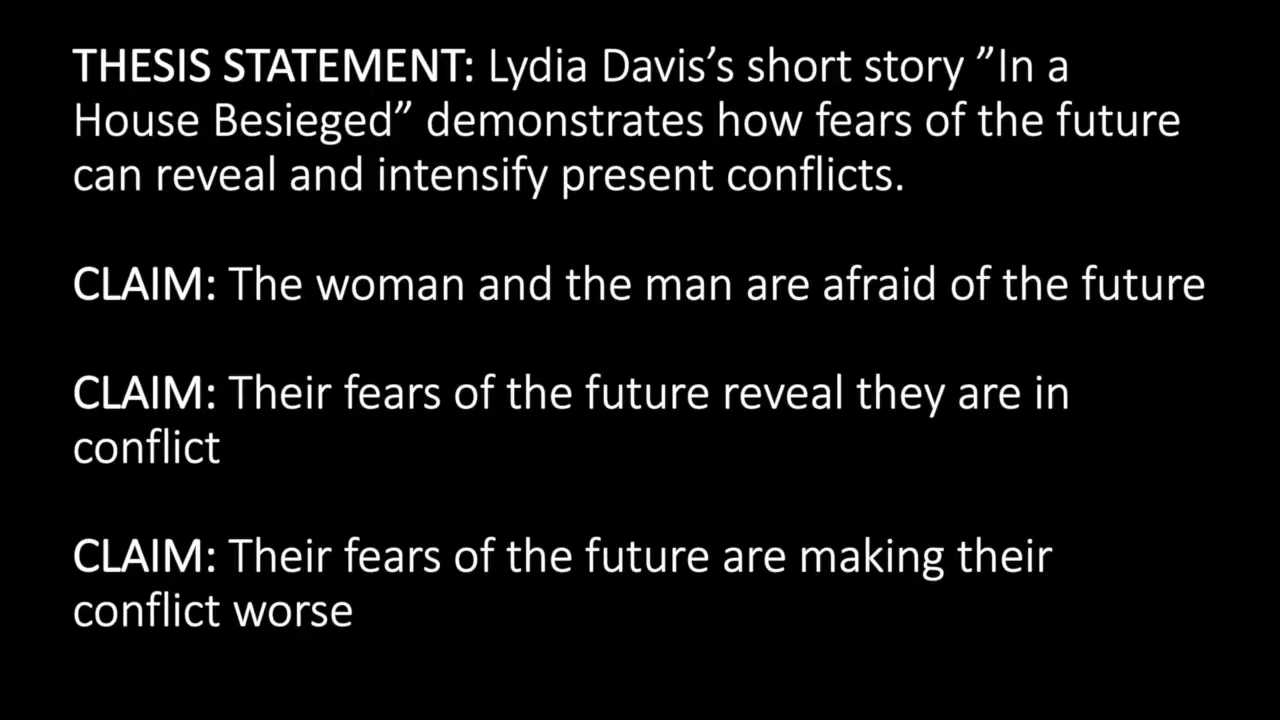 THESIS STATEMENT: Lydia Davis’s short story ”In a
House Besieged” demonstrates how fears of the future
can reveal and intensify present conflicts.
CLAIM: The woman and the man are afraid of the future
CLAIM: Their fears of the future reveal they are in
conflict
CLAIM: Their fears of the future are making their
conflict worse